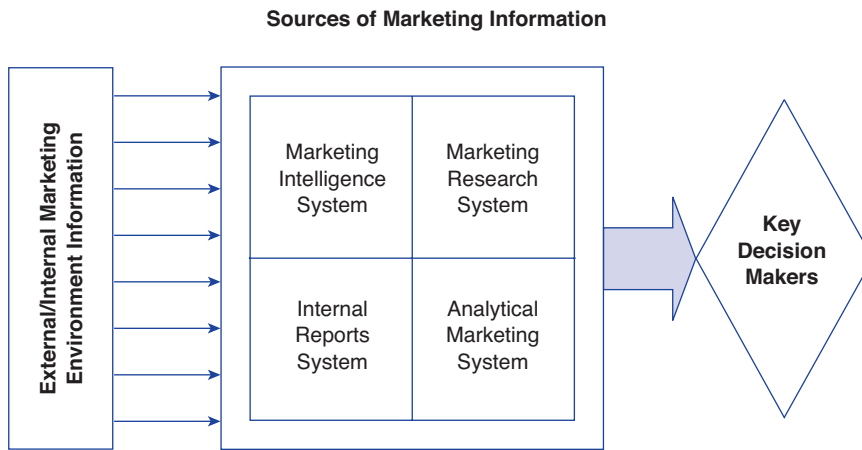 Sources of Marketing Information
External/Internal Marketing
Environment Information
Marketing
Intelligence
System
Marketing
Research
System
Internal
Reports
System
Analytical
Marketing
System
Key
Decision
Makers